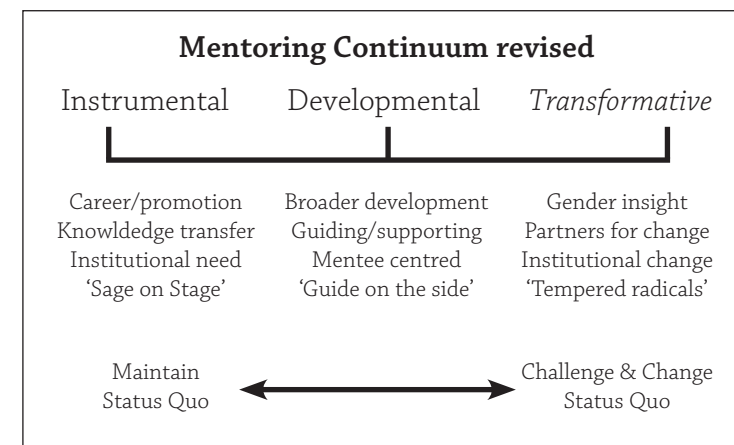 Mentoring Continuum revised
Instrumental Developmental Transformative
Career/promotion Broader development Gender insight
Knowldedge transfer Guiding/supporting Partners for change
Institutional need Mentee centred Institutional change
‘Sage on Stage’ ‘Guide on the side’ ‘Tempered radicals’
Maintain Challenge & Change
Status Quo Status Quo